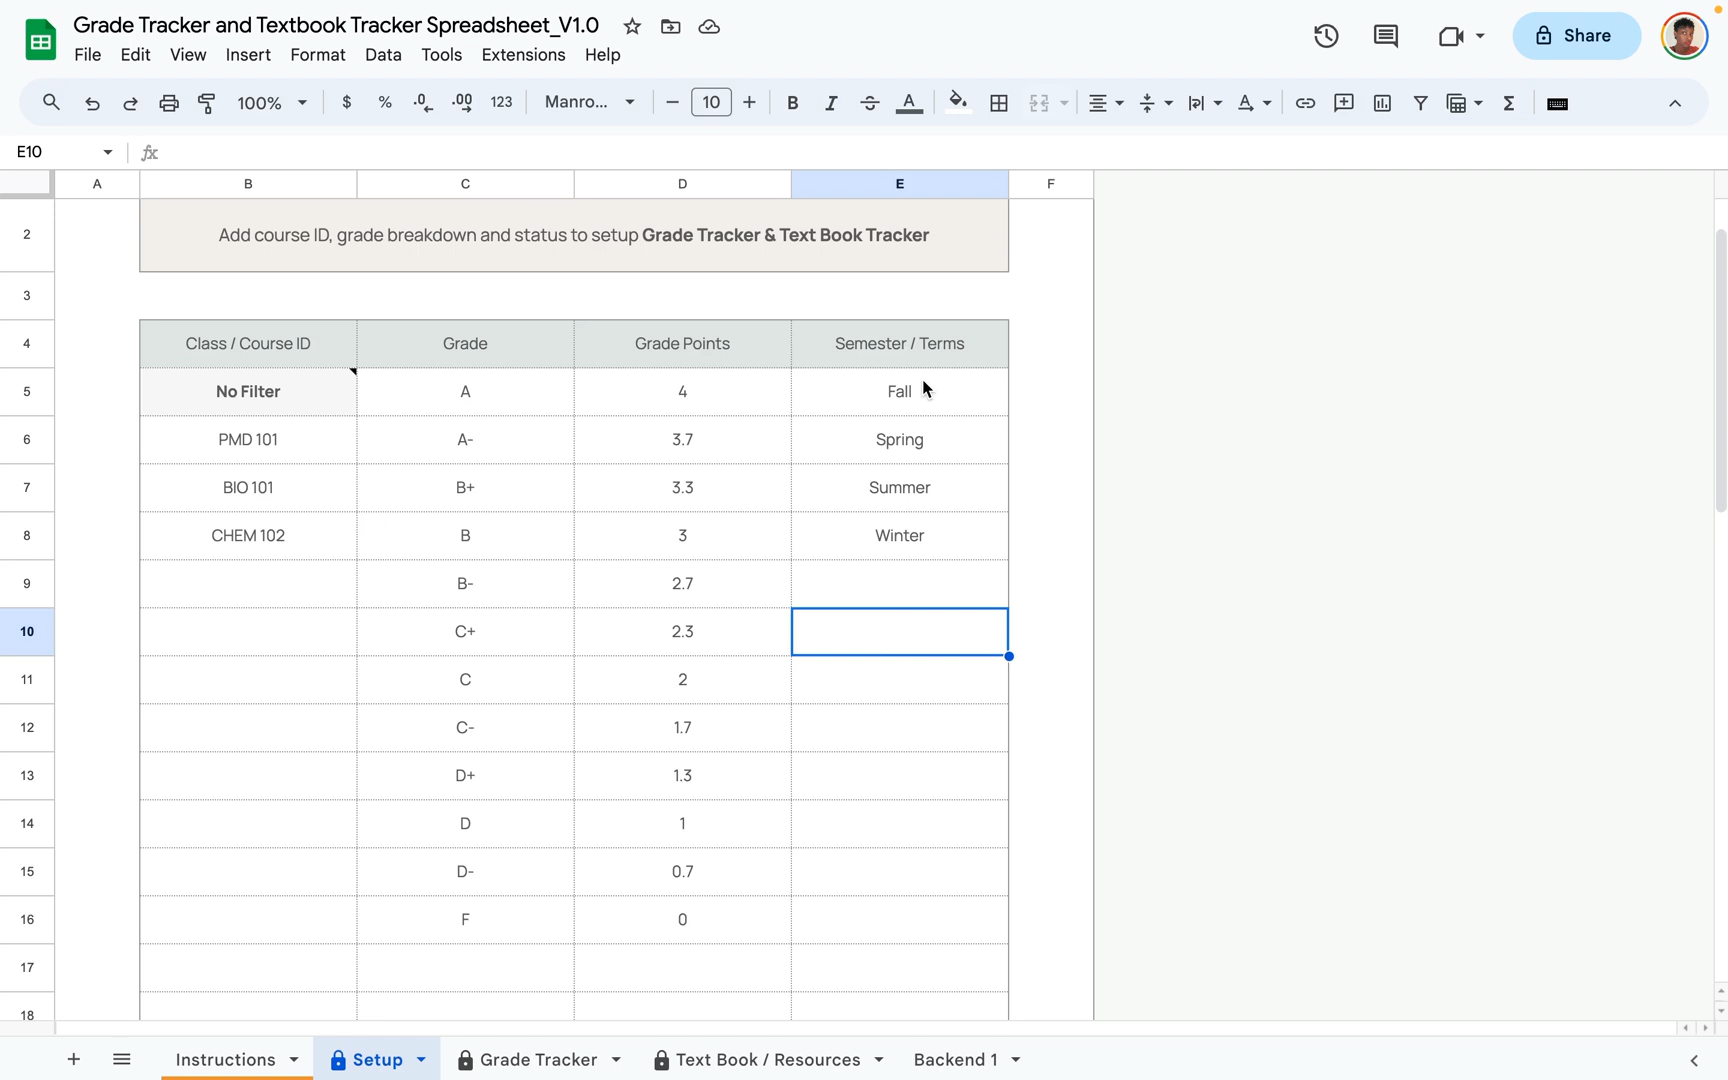 Grade Tracker and Textbook Tracker Spreadsheet_V1.0
File Edit View Insert Format Data Tools Extensions Help
Share
100% $ % .0 .00 123 Manro... 10 B I A
E10 fx
A B C D E F
2 Add course ID, grade breakdown and status to setup Grade Tracker & Text Book Tracker
3
4 Class / Course ID Grade Grade Points Semester / Terms
5 No Filter A 4 Fall
6 PMD 101 A- 3.7 Spring
7 BIO 101 B+ 3.3 Summer
8 CHEM 102 B 3 Winter
9 B- 2.7
10 C+ 2.3
11 C 2
12 C- 1.7
13 D+ 1.3
14 D 1
15 D- 0.7
16 F 0
17
18
Instructions Setup Grade Tracker Text Book / Resources Backend 1